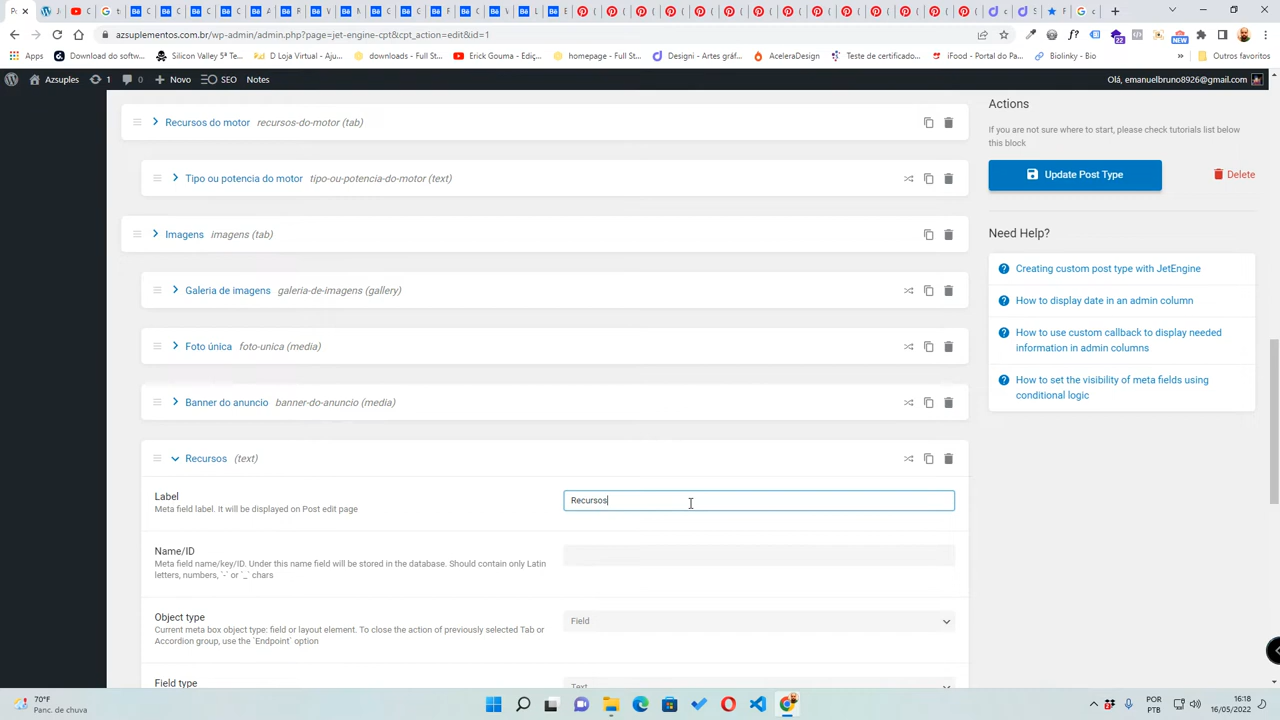 azsuplementos.com.br/wp-admin/admin.php?page=jet-engine-cpt&cpt_action=edit&id=1
Download do softw...
Silicon Valley 5ª Te...
D Loja Virtual - Aju...
downloads - Full St...
Erick Gouma - Edi...
homepage - Full St...
Designi - Artes gráf...
AceleraDesign
Teste de certificado...
iFood - Portal do Pa...
Biolinky - Bio
»
Outros favoritos
Azsuples
1
0
Novo
SEO
Notes
Olá, emanuelbruno8926@gmail.com
Recursos do motor recursos-do-motor (tab)
Tipo ou potencia do motor tipo-ou-potencia-do-motor (text)
Imagens imagens (tab)
Galeria de imagens galeria-de-imagens (gallery)
Foto única foto-unica (media)
Banner do anuncio banner-do-anuncio (media)
Recursos (text)
Label
Meta field label. It will be displayed on Post edit page
Recursos
Name/ID
Meta field name/key/ID. Under this name field will be stored in the database. Should contain only Latin
letters, numbers, `-` or `_` chars
Object type
Current meta box object type: field or layout element. To close the action of previously selected Tab or
Accordion group, use the `Endpoint` option
Field
Field type
Text
Actions
If you are not sure where to start, please check tutorials list below
this block
Update Post Type
Delete
Need Help?
Creating custom post type with JetEngine
How to display date in an admin column
How to use custom callback to display needed
information in admin columns
How to set the visibility of meta fields using
conditional logic
70°F
Panc. de chuva
POR
PTB
16:18
16/05/2022